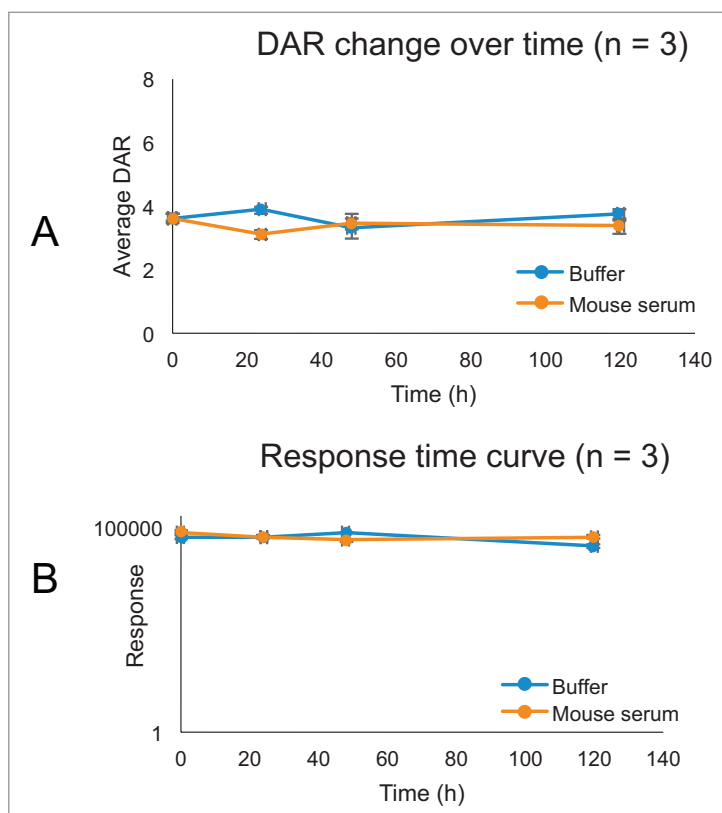 DAR change over time (n = 3)
A
Average DAR
8
6
4
2
0
Buffer
Mouse serum
0 20 40 60 80 100 120 140
Time (h)
Response time curve (n = 3)
B
Response
100000
1
Buffer
Mouse serum
0 20 40 60 80 100 120 140
Time (h)